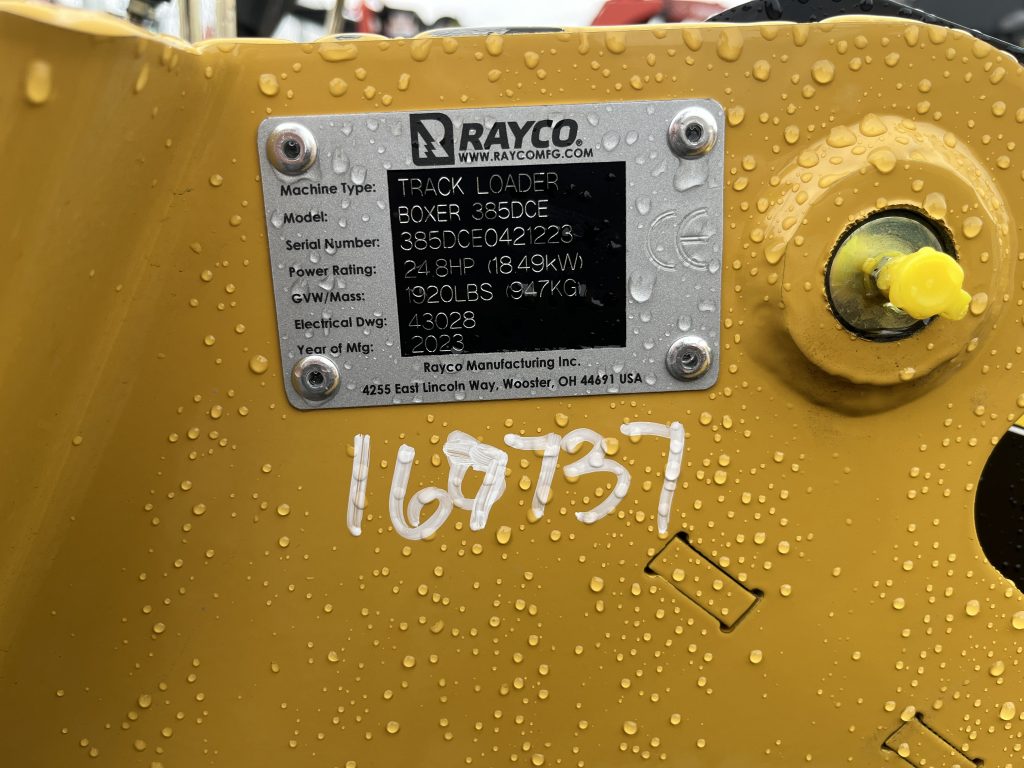 RAYCO®
WWW.RAYCOMFG.COM
Machine Type: TRACK LOADER
Model: BOXER 385DCE
Serial Number: 385DCE0421223
Power Rating: 24.8HP (18.49kW)
GVW/Mass: 1920LBS (947KG)
Electrical Dwg: 43028
Year of Mfg: 2023
CE
Rayco Manufacturing Inc.
4255 East Lincoln Way, Wooster, OH 44691 USA